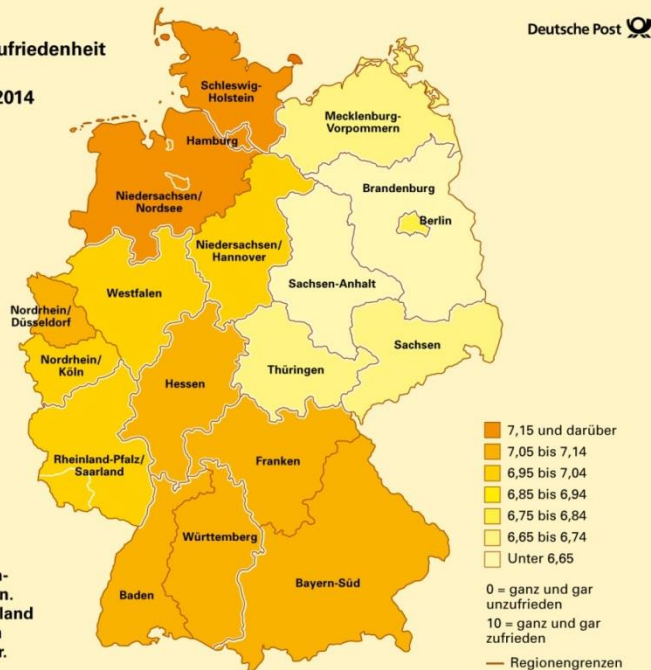 ufriedenheit
2014
Deutsche Post
Schleswig-
Holstein
Mecklenburg-
Vorpommern
Hamburg
Brandenburg
Niedersachsen/
Nordsee
Berlin
Niedersachsen/
Hannover
Sachsen-Anhalt
Westfalen
Nordrhein/
Düsseldorf
Sachsen
Nordrhein/
Köln
Thüringen
Hessen
Rheinland-Pfalz/
Saarland
Franken
Württemberg
Bayern-Süd
Baden
7,15 und darüber
7,05 bis 7,14
6,95 bis 7,04
6,85 bis 6,94
6,75 bis 6,84
6,65 bis 6,74
Unter 6,65
0 = ganz und gar
unzufrieden
10 = ganz und gar
zufrieden
Regionengrenzen
n-
n.
land
n
r.